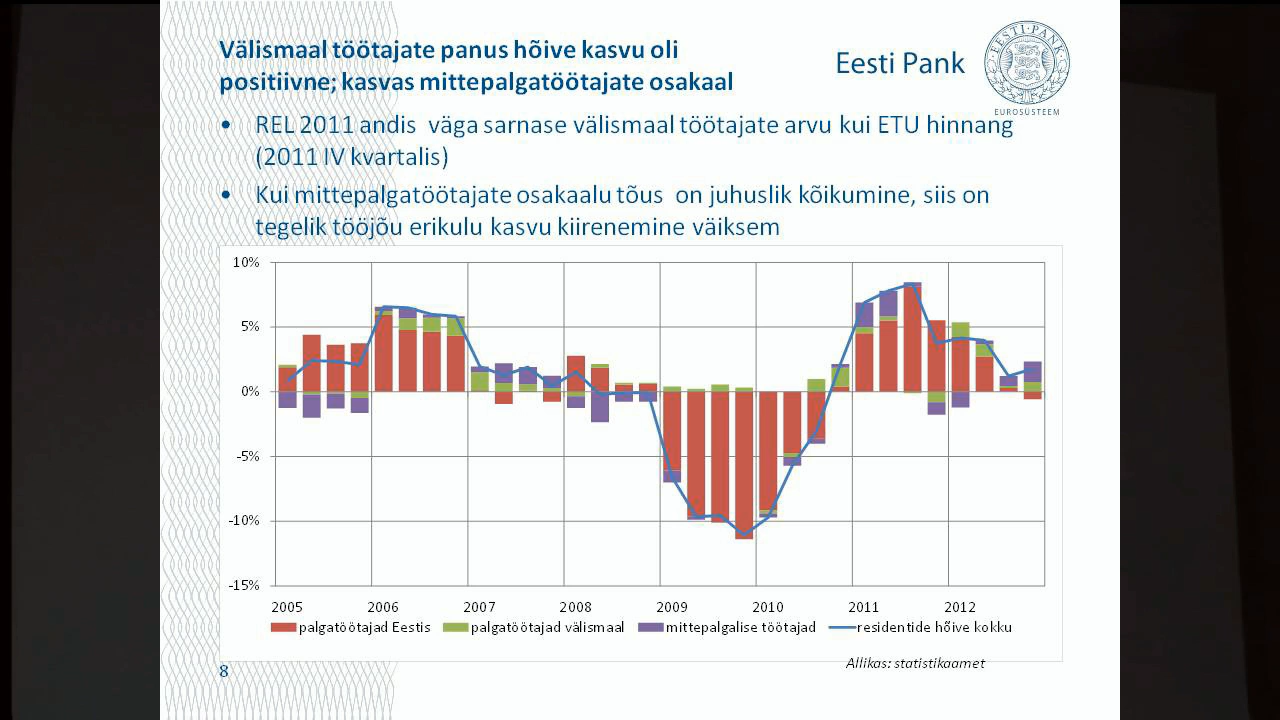 Välismaal töötajate panus hõive kasvu oli
positiivne; kasvas mittepalgatöötajate osakaal
Eesti Pank
EESTI · PANK
EUROSÜSTEEM
• REL 2011 andis väga sarnase välismaal töötajate arvu kui ETU hinnang
(2011 IV kvartalis)
• Kui mittepalgatöötajate osakaalu tõus on juhuslik kõikumine, siis on
tegelik tööjõu erikulu kasvu kiirenemine väiksem
10%
5%
0%
-5%
-10%
-15%
2005 2006 2007 2008 2009 2010 2011 2012
palgatöötajad Eestis palgatöötajad välismaal mittepalgalise töötajad residentide hõive kokku
Allikas: statistikaamet
8